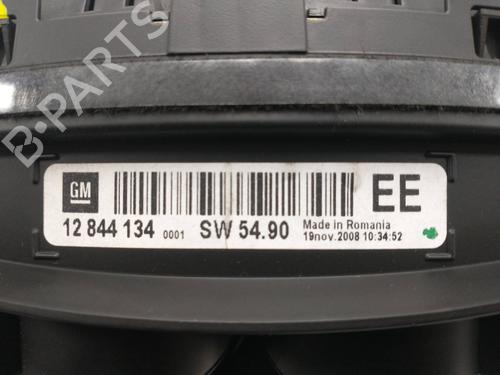 B-PARTS
GM
EE
12 844 134 0001 SW 54.90
Made in Romania
19nov.2008 10:34:52